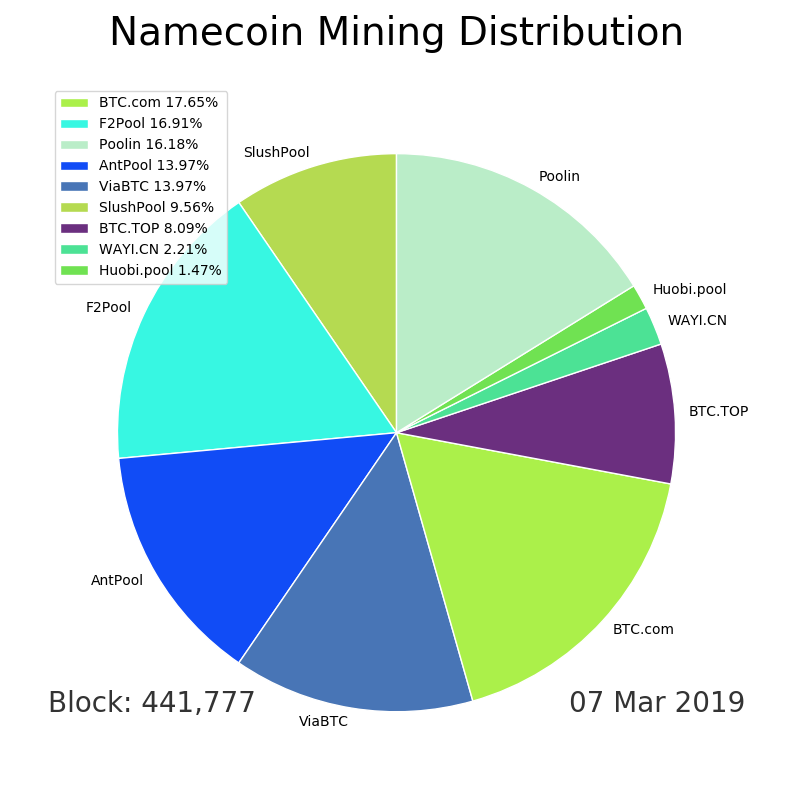 Namecoin Mining Distribution
BTC.com 17.65%
F2Pool 16.91%
Poolin 16.18%
AntPool 13.97%
ViaBTC 13.97%
SlushPool 9.56%
BTC.TOP 8.09%
WAYI.CN 2.21%
Huobi.pool 1.47%
SlushPool
Poolin
Huobi.pool
F2Pool
WAYI.CN
BTC.TOP
AntPool
BTC.com
Block: 441,777
07 Mar 2019
ViaBTC